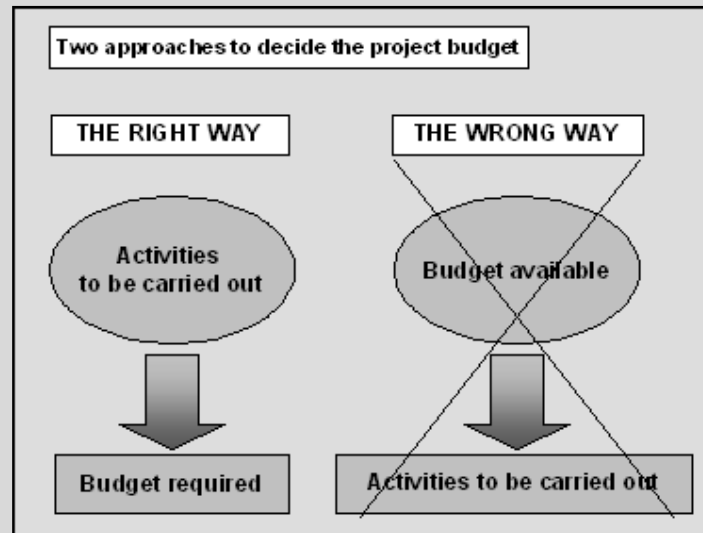 Two approaches to decide the project budget
THE RIGHT WAY
THE WRONG WAY
Activities
to be carried out
Budget available
Budget required
Activities to be carried out